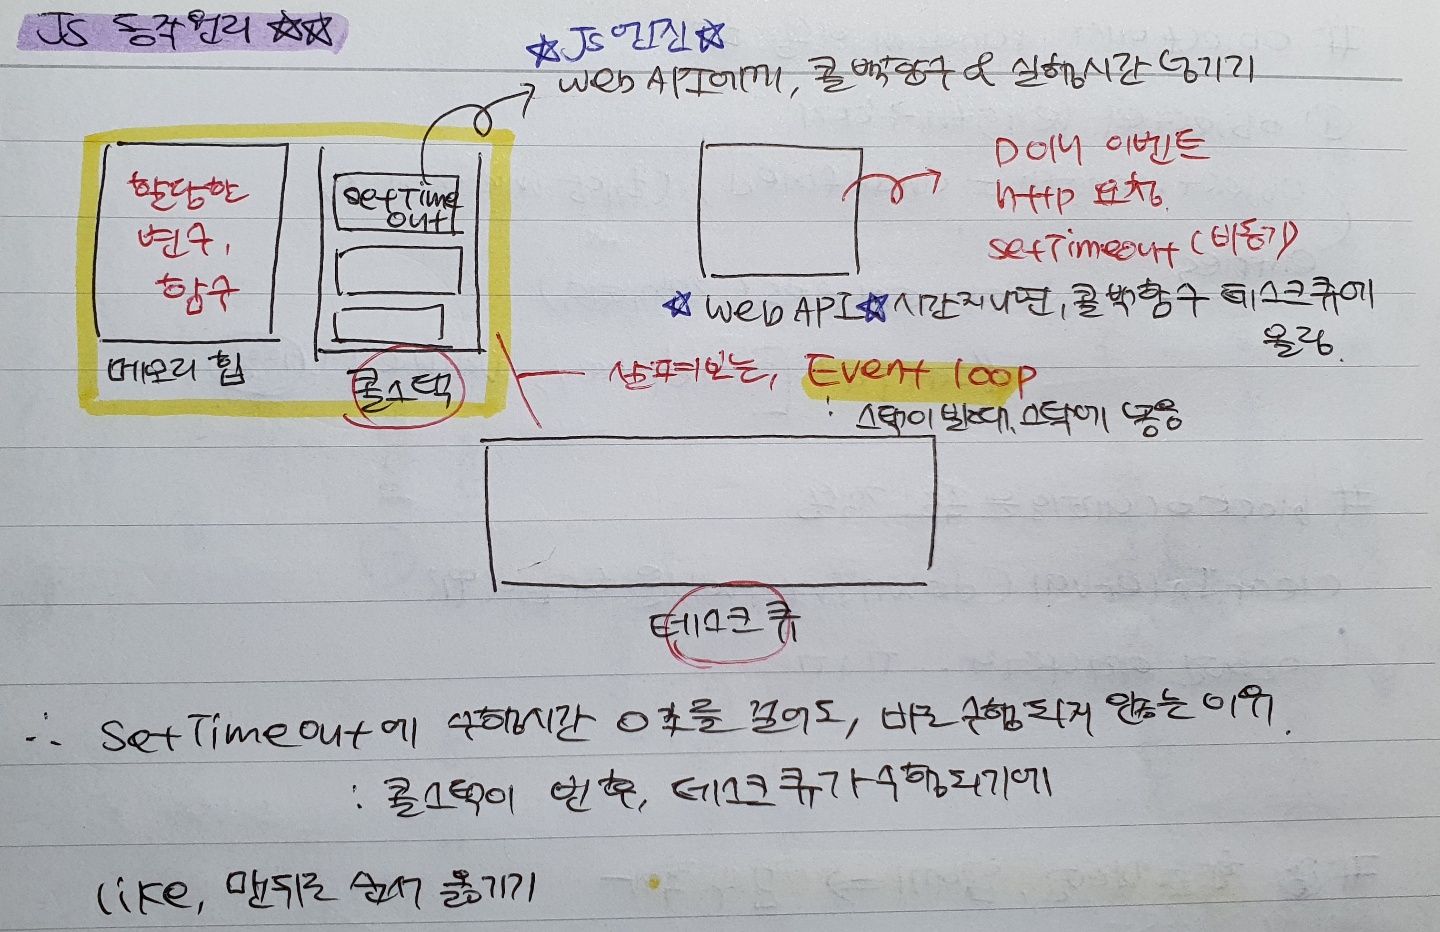 JS 동작원리 ☆☆
☆JS엔진☆
Web API에게, 콜백함수 & 실행시간 넘기기
할당한
변수,
함수
메모리 힙
setTime
out
콜스택
DOM 이벤트
http 요청
setTimeout (비동기)
☆ Web API☆ 시간지나면, 콜백함수 테스크큐에
올림.
살펴보는, Event loop
: 스택이 빌때, 스택에 넣음
테스크큐
∴ SetTimeout에 수행시간 0초를 걸어도, 바로 수행되지 않는 이유.
: 콜스택이 빈 후, 테스크큐가 수행되기에
like, 맨뒤로 순서 옮기기